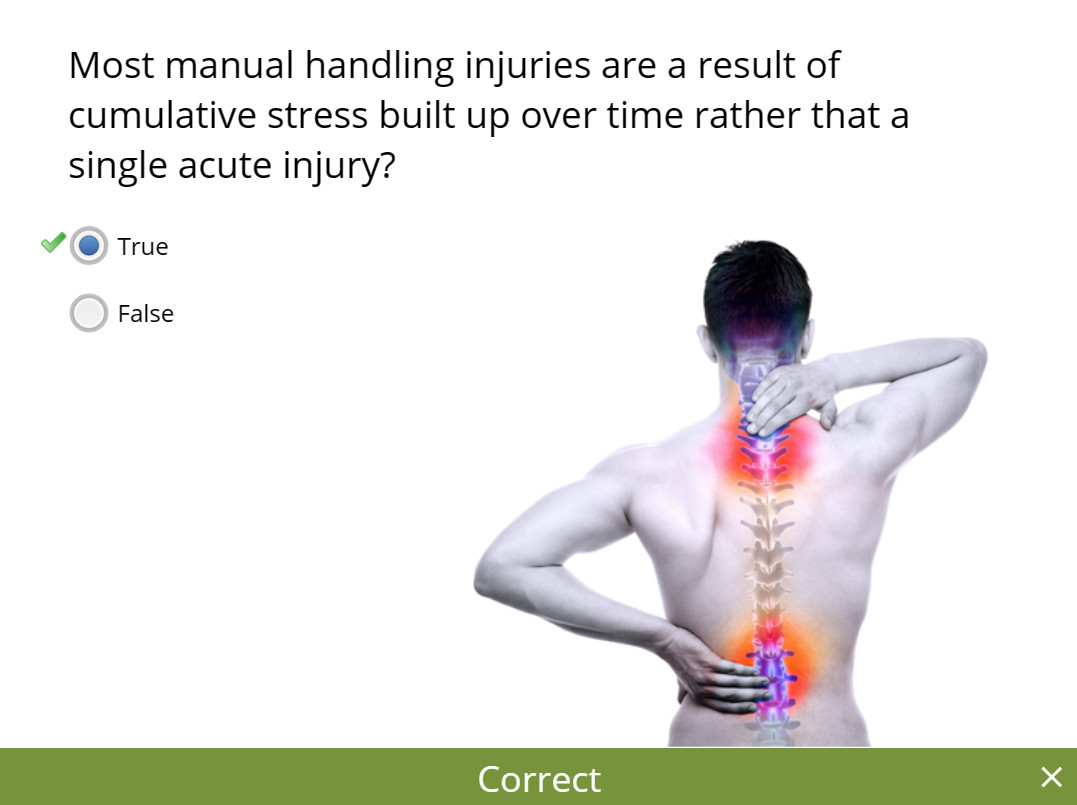 Most manual handling injuries are a result of
cumulative stress built up over time rather that a
single acute injury?
True
False
Correct